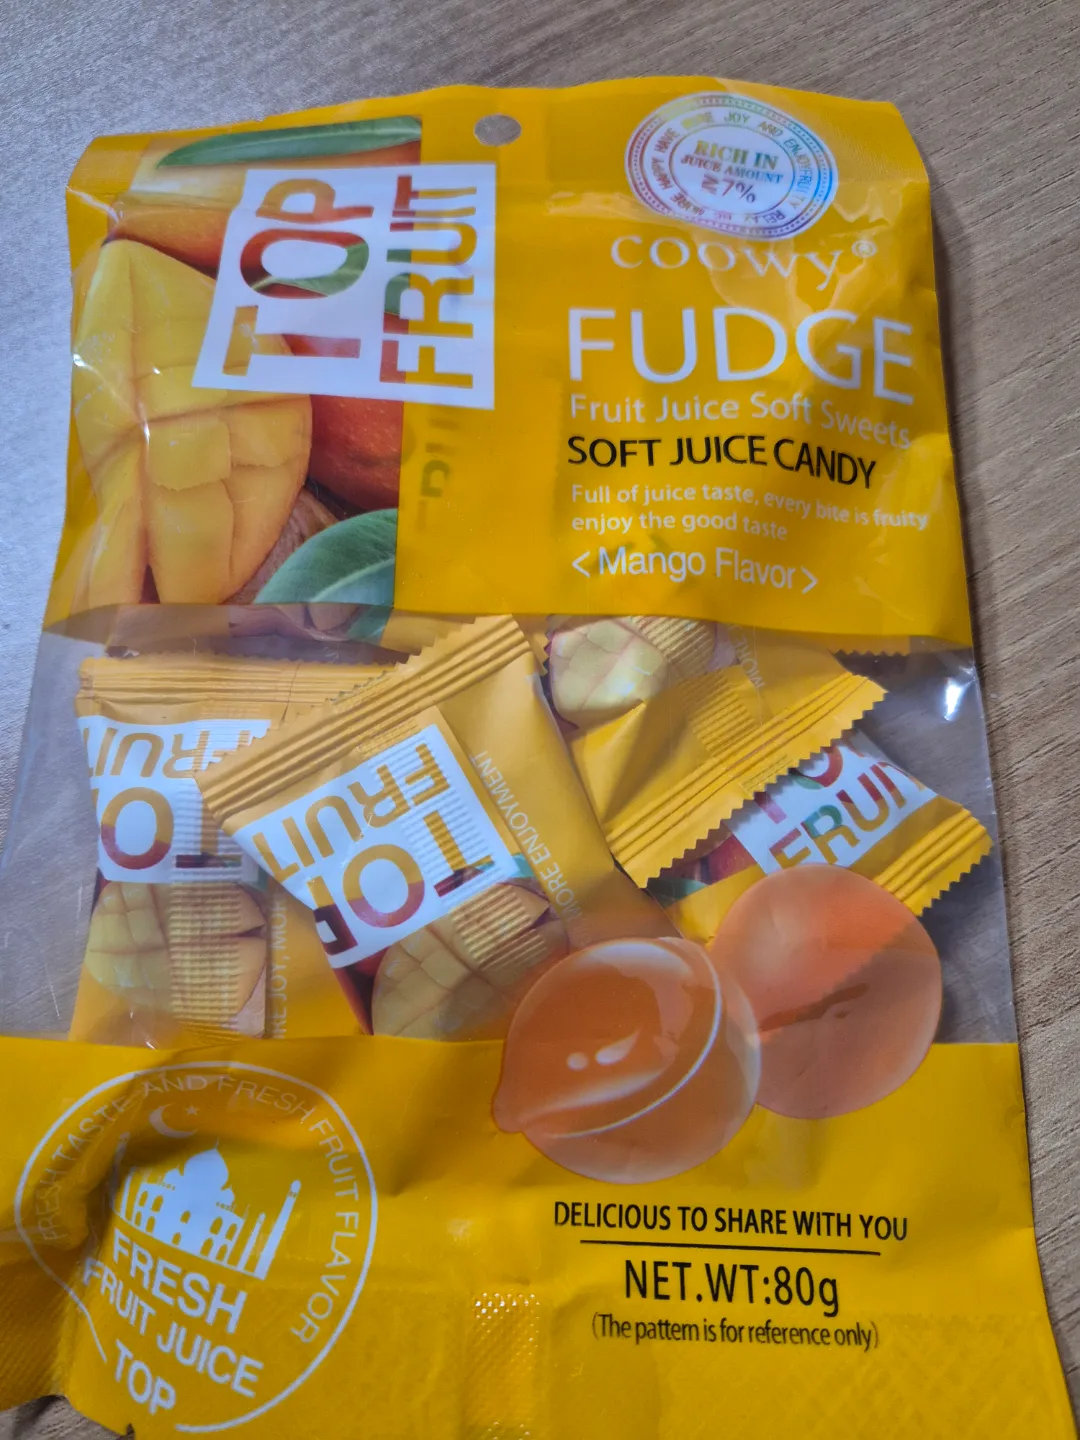 TOP
FRUIT
RICH IN
JUICE AMOUNT
≥7%
COOWY®
FUDGE
Fruit Juice Soft Sweets
SOFT JUICE CANDY
Full of juice taste, every bite is fruity
enjoy the good taste
<Mango Flavor>
FRUIT
TO
FRUIT
TOP
MORE ENJOYMENT
FRUIT
FRESH TASTE AND FRESH FRUIT FLAVOR
FRESH
FRUIT JUICE
TOP
DELICIOUS TO SHARE WITH YOU
NET.WT:80g
(The pattern is for reference only)